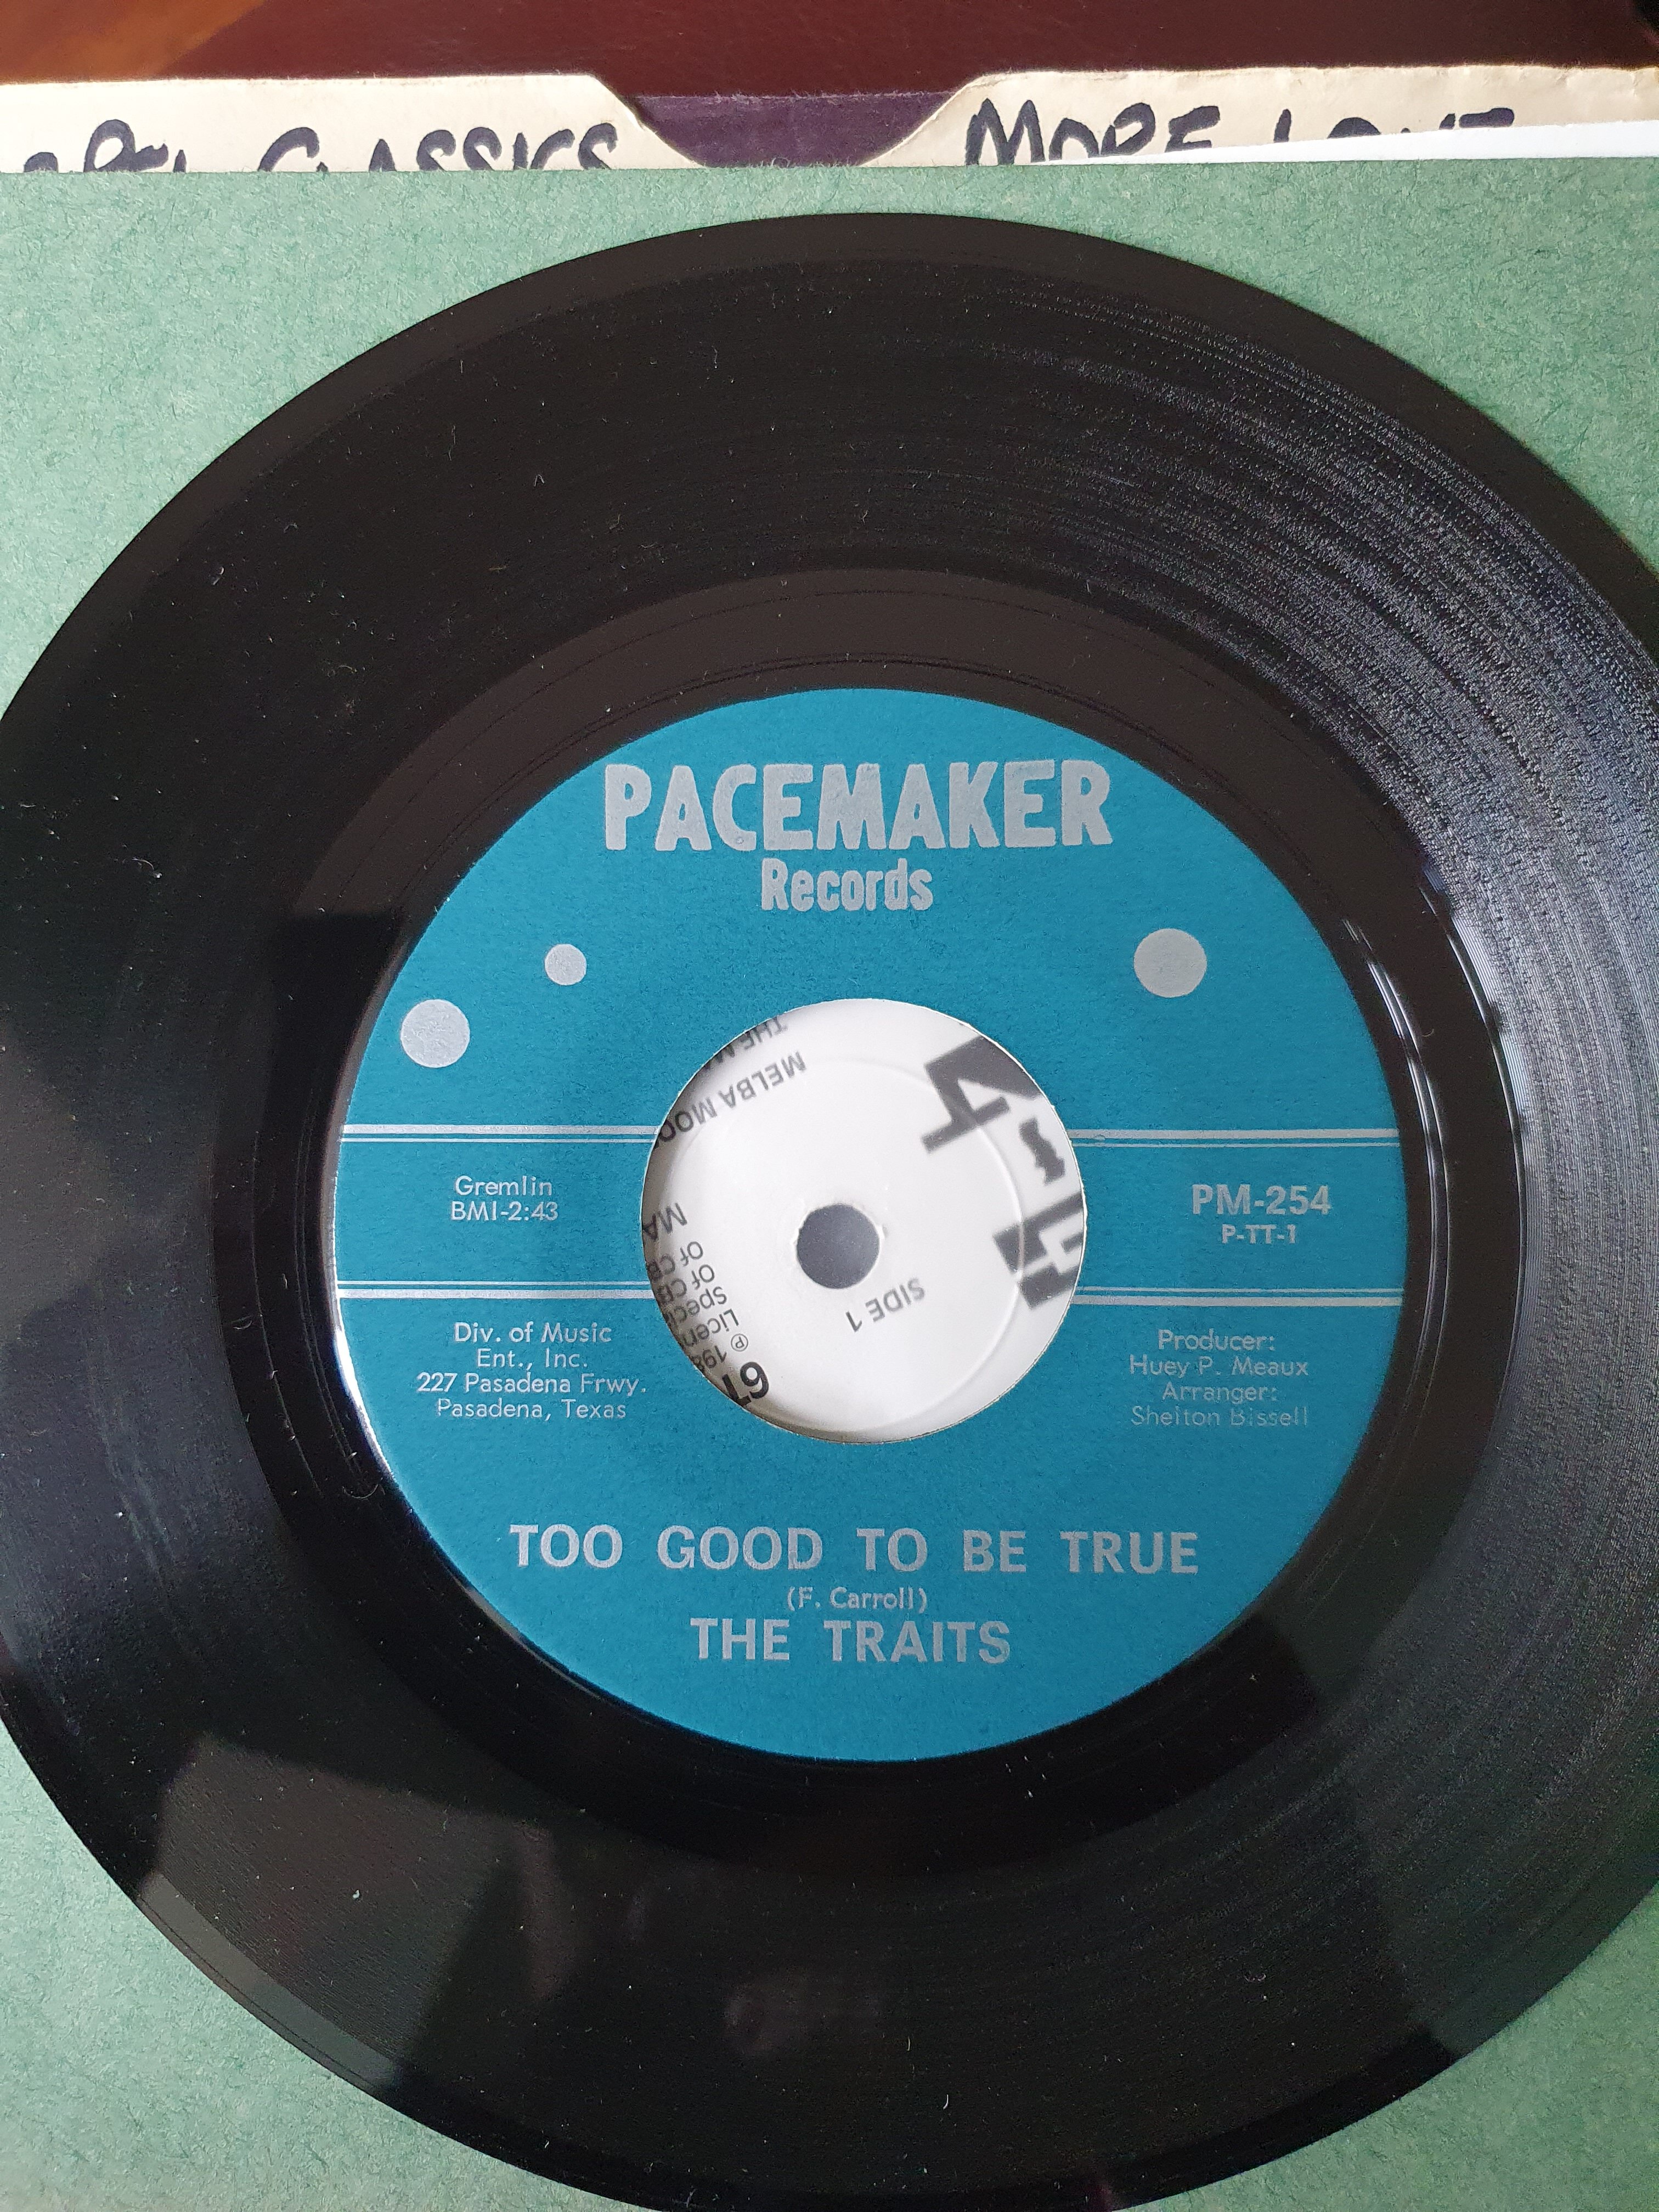 CLASSICS
MORE LOVE
PACEMAKER
Records
Gremlin
BMI-2:43
PM-254
P-TT-1
Div. of Music
Ent., Inc.
227 Pasadena Frwy.
Pasadena, Texas
Producer:
Huey P. Meaux
Arranger:
Shelton Bissell
TOO GOOD TO BE TRUE
(F. Carroll)
THE TRAITS
THE
MELBA
SIDE 1